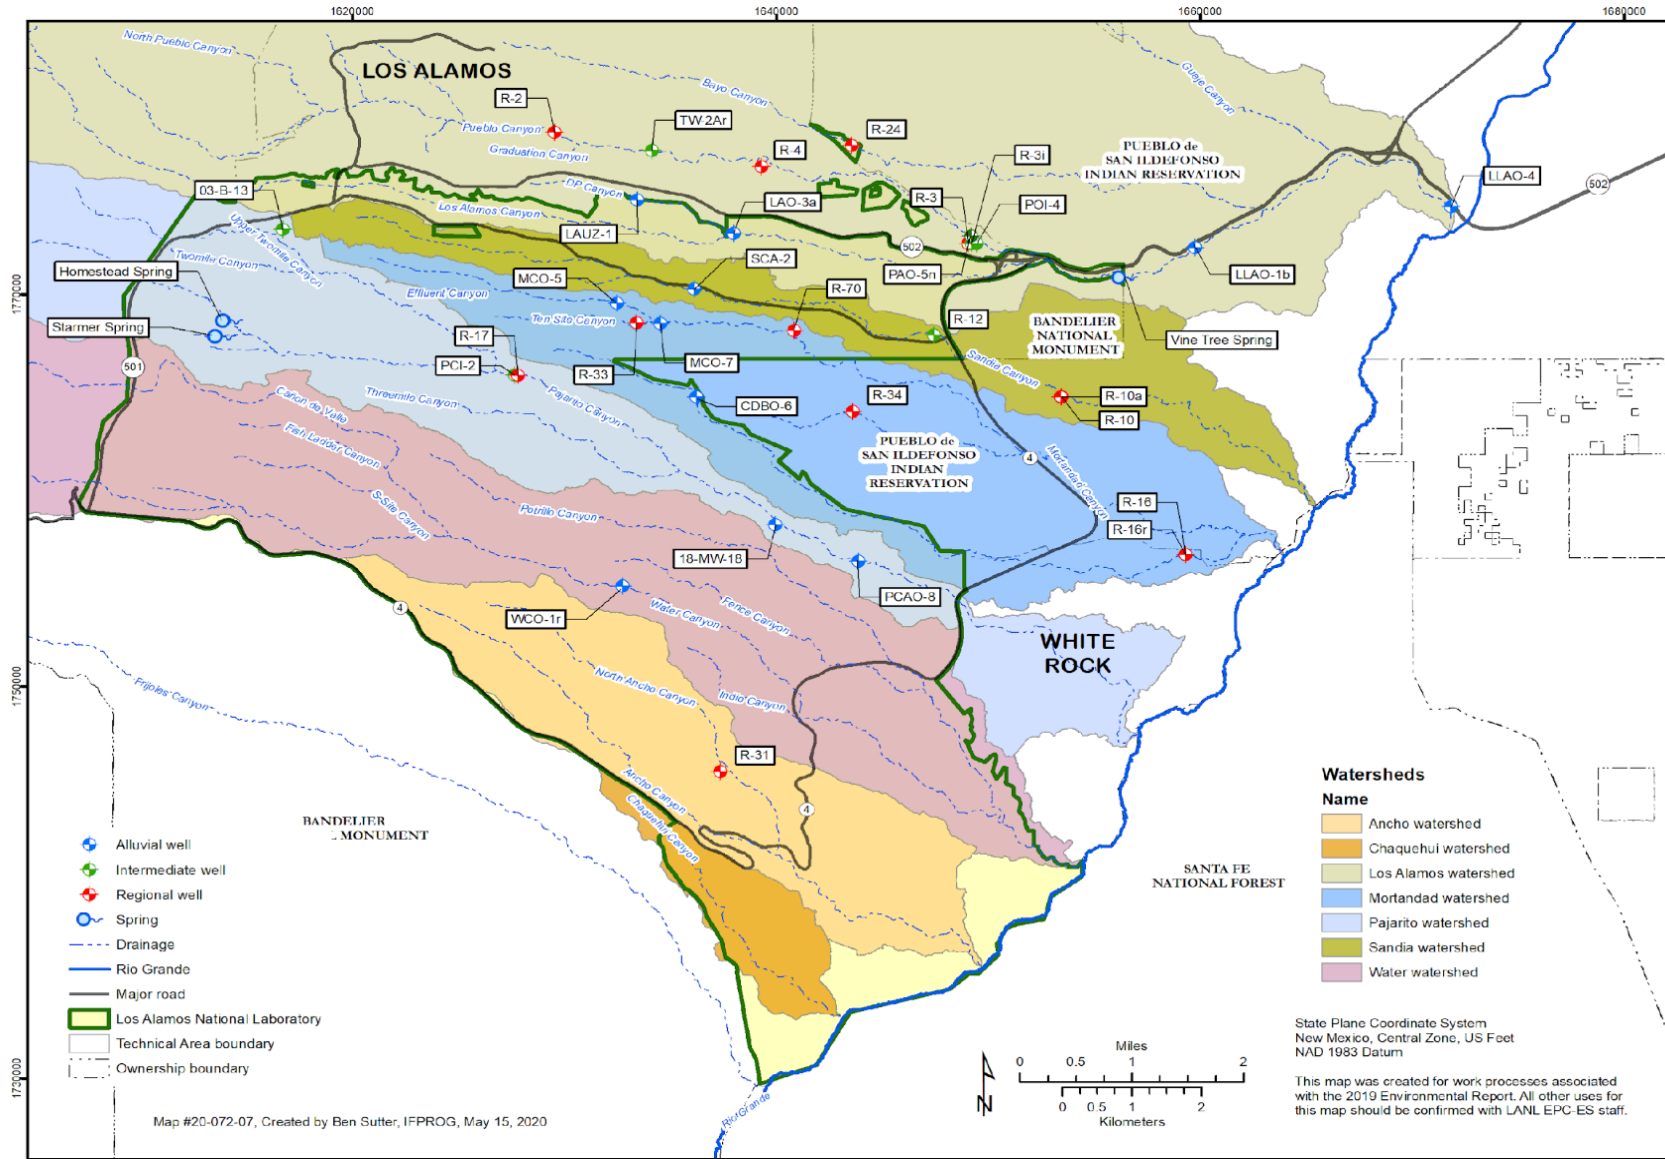 1620000
1640000
1660000
1680000
North Pueblo Canyon
LOS ALAMOS
Bayo Canyon
Guaje Canyon
R-2
Pueblo Canyon
TW-2Ar
Graduation Canyon
R-4
R-24
PUEBLO de
SAN ILDEFONSO
INDIAN RESERVATION
R-3i
LLAO-4
502
03-B-13
DP Canyon
Los Alamos Canyon
LAO-3a
R-3
POI-4
LAUZ-1
502
PAO-5n
LLAO-1b
Upper Twomile Canyon
Twomile Canyon
Homestead Spring
Starmer Spring
MCO-5
SCA-2
Effluent Canyon
R-70
Ten Site Canyon
R-12
BANDELIER
NATIONAL
MONUMENT
Vine Tree Spring
1770000
R-17
PCI-2
R-33
MCO-7
Sandia Canyon
501
Threemile Canyon
Pajarito Canyon
CDBO-6
R-34
R-10a
R-10
Cañon de Valle
Fish Ladder Canyon
PUEBLO de
SAN ILDEFONSO
INDIAN
RESERVATION
4
Mortandad Canyon
S-Site Canyon
Potrillo Canyon
R-16
R-16r
18-MW-18
PCAO-8
4
WCO-1r
Water Canyon
Fence Canyon
WHITE
ROCK
1750000
Frijoles Canyon
North Ancho Canyon
Indio Canyon
R-31
Ancho Canyon
Chaquehui Canyon
4
BANDELIER
L MONUMENT
SANTA FE
NATIONAL FOREST
Alluvial well
Intermediate well
Regional well
Spring
Drainage
Rio Grande
Major road
Los Alamos National Laboratory
Technical Area boundary
Ownership boundary
Watersheds
Name
Ancho watershed
Chaquehui watershed
Los Alamos watershed
Mortandad watershed
Pajarito watershed
Sandia watershed
Water watershed
1730000
Rio Grande
N
Miles
0 0.5 1 2
0 0.5 1 2
Kilometers
State Plane Coordinate System
New Mexico, Central Zone, US Feet
NAD 1983 Datum
This map was created for work processes associated
with the 2019 Environmental Report. All other uses for
this map should be confirmed with LANL EPC-ES staff.
Map #20-072-07, Created by Ben Sutter, IFPROG, May 15, 2020